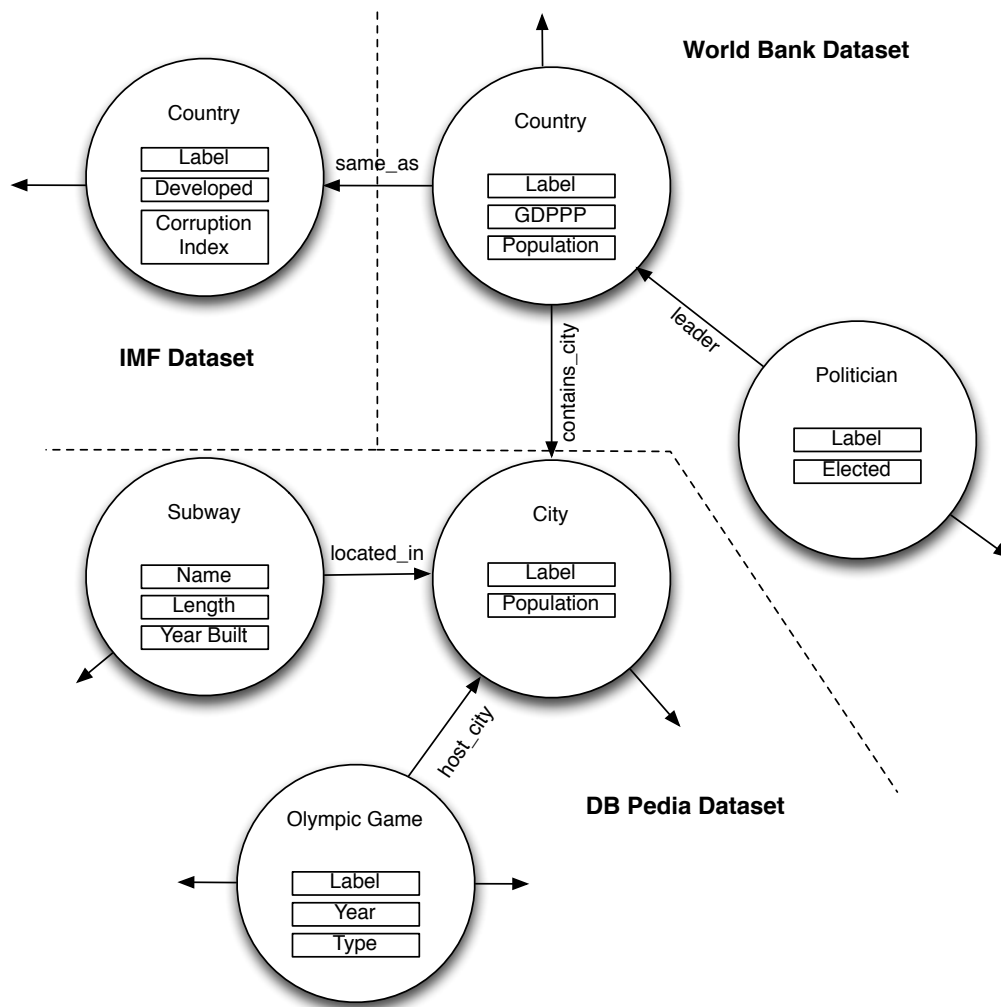 World Bank Dataset
Country
Label
Developed
Corruption
Index
same_as
Country
Label
GDPPP
Population
leader
IMF Dataset
contains_city
Politician
Label
Elected
Subway
Name
Length
Year Built
located_in
City
Label
Population
host_city
DB Pedia Dataset
Olympic Game
Label
Year
Type